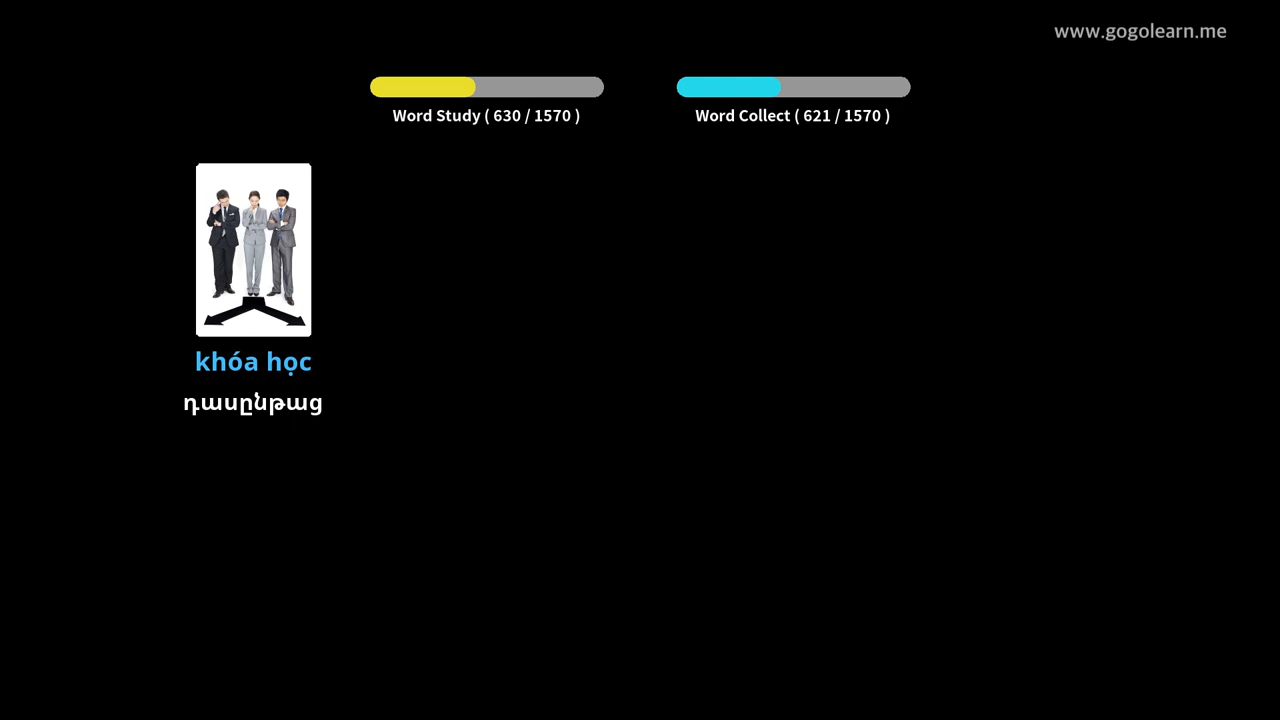 www.gogolearn.me
Word Study ( 630 / 1570 )
Word Collect ( 621 / 1570 )
khóa học
դասընթաց